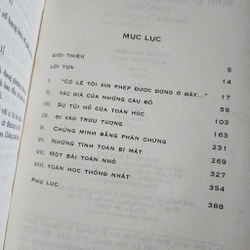 MỤC LỤC
GIỚI THIỆU 9
LỜI TỰA 14
I. "CÓ LẼ TÔI XIN PHÉP ĐƯỢC DỪNG Ở ĐÂY..." 17
II. TÁC GIẢ CỦA NHỮNG CÂU ĐỐ 59
III. SỰ TỦI HỔ CỦA TOÁN HỌC 103
IV. ĐI VÀO TRỪU TƯỢNG 163
V. CHỨNG MINH BẰNG PHẢN CHỨNG 231
VI. NHỮNG TÍNH TOÁN BÍ MẬT 269
VII. MỘT BÀI TOÁN NHỎ 327
VIII. TOÁN HỌC THỐNG NHẤT 354
PHỤ LỤC 388